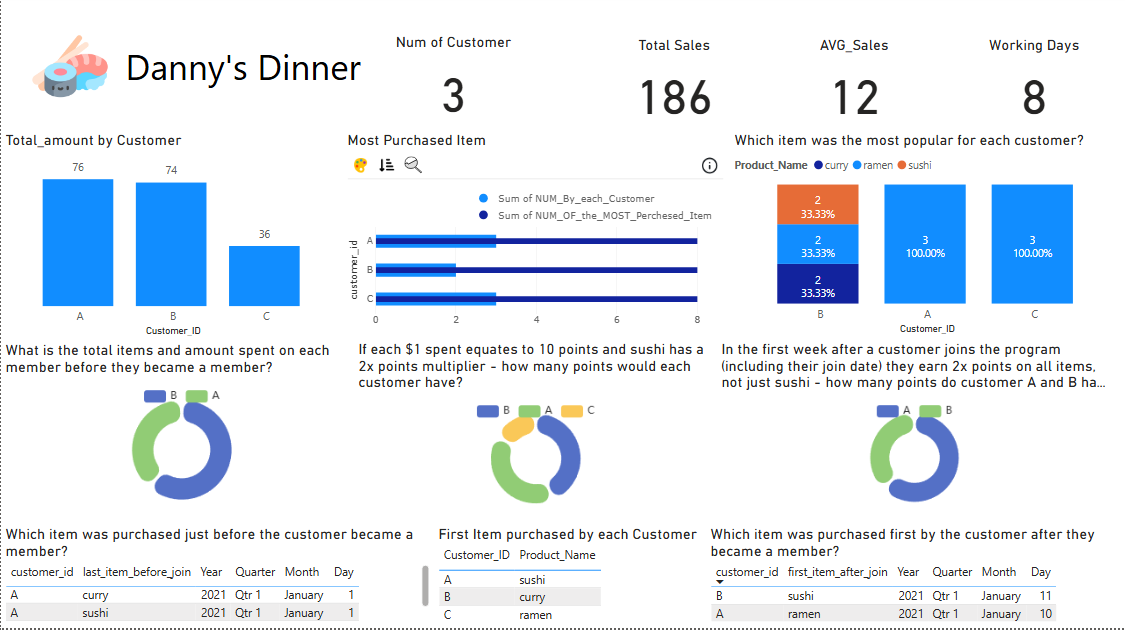 Danny's Dinner
Num of Customer
3
Total Sales
186
AVG_Sales
12
Working Days
8
Total_amount by Customer
76
74
36
A
B
C
Customer_ID
Most Purchased Item
Sum of NUM_By_each_Customer
Sum of NUM_OF_the_MOST_Perchesed_Item
customer_id
A
B
C
0
2
4
6
8
Which item was the most popular for each customer?
Product_Name curry ramen sushi
2
33.33%
2
33.33%
2
33.33%
3
100.00%
3
100.00%
B
A
C
Customer_ID
What is the total items and amount spent on each
member before they became a member?
B A
If each $1 spent equates to 10 points and sushi has a
2x points multiplier - how many points would each
customer have?
B A C
In the first week after a customer joins the program
(including their join date) they earn 2x points on all items,
not just sushi - how many points do customer A and B ha...
A B
Which item was purchased just before the customer became a
member?
customer_id last_item_before_join Year Quarter Month Day
A curry 2021 Qtr 1 January 1
A sushi 2021 Qtr 1 January 1
First Item purchased by each Customer
Customer_ID Product_Name
A sushi
B curry
C ramen
Which item was purchased first by the customer after they
became a member?
customer_id first_item_after_join Year Quarter Month Day
B sushi 2021 Qtr 1 January 11
A ramen 2021 Qtr 1 January 10